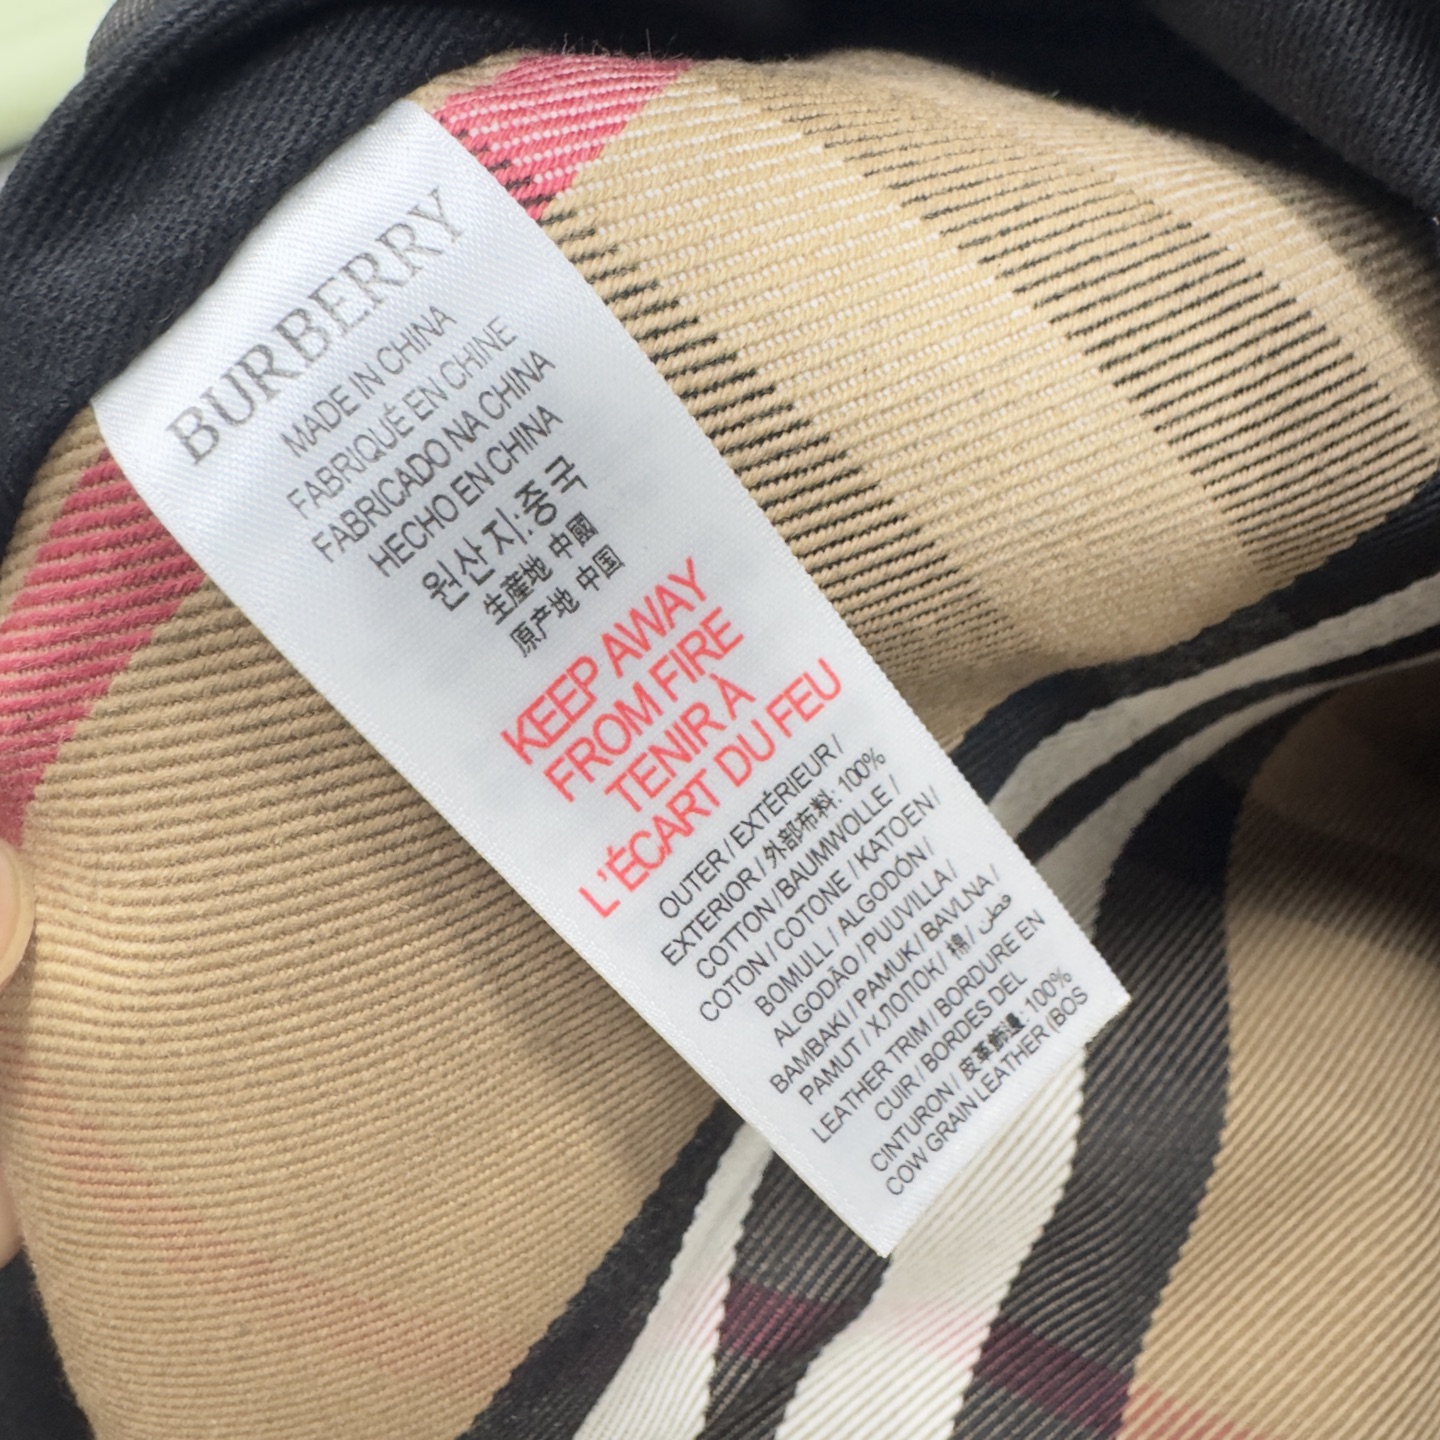 BURBERRY
MADE IN CHINA
FABRIQUÉ EN CHINE
FABRICADO NA CHINA
HECHO EN CHINA
원산지:중국
生産地 中國
原产地 中国
KEEP AWAY
FROM FIRE
TENIR À
L'ÉCART DU FEU
OUTER / EXTÉRIEUR /
EXTERIOR / 外部布料: 100%
COTTON /BAUMWOLLE /
COTON / COTONE / KATOEN /
BOMULL / ALGODÓN /
ALGODÃO / PUUVILLA /
BAMBAKI / PAMUK / BAVLNA /
PAMUT / ХЛОПОК/ 棉/ قطن
LEATHER TRIM / BORDURE EN
CUIR / BORDES DEL
CINTURON / 皮革飾邊: 100%
COW GRAIN LEATHER (BOS